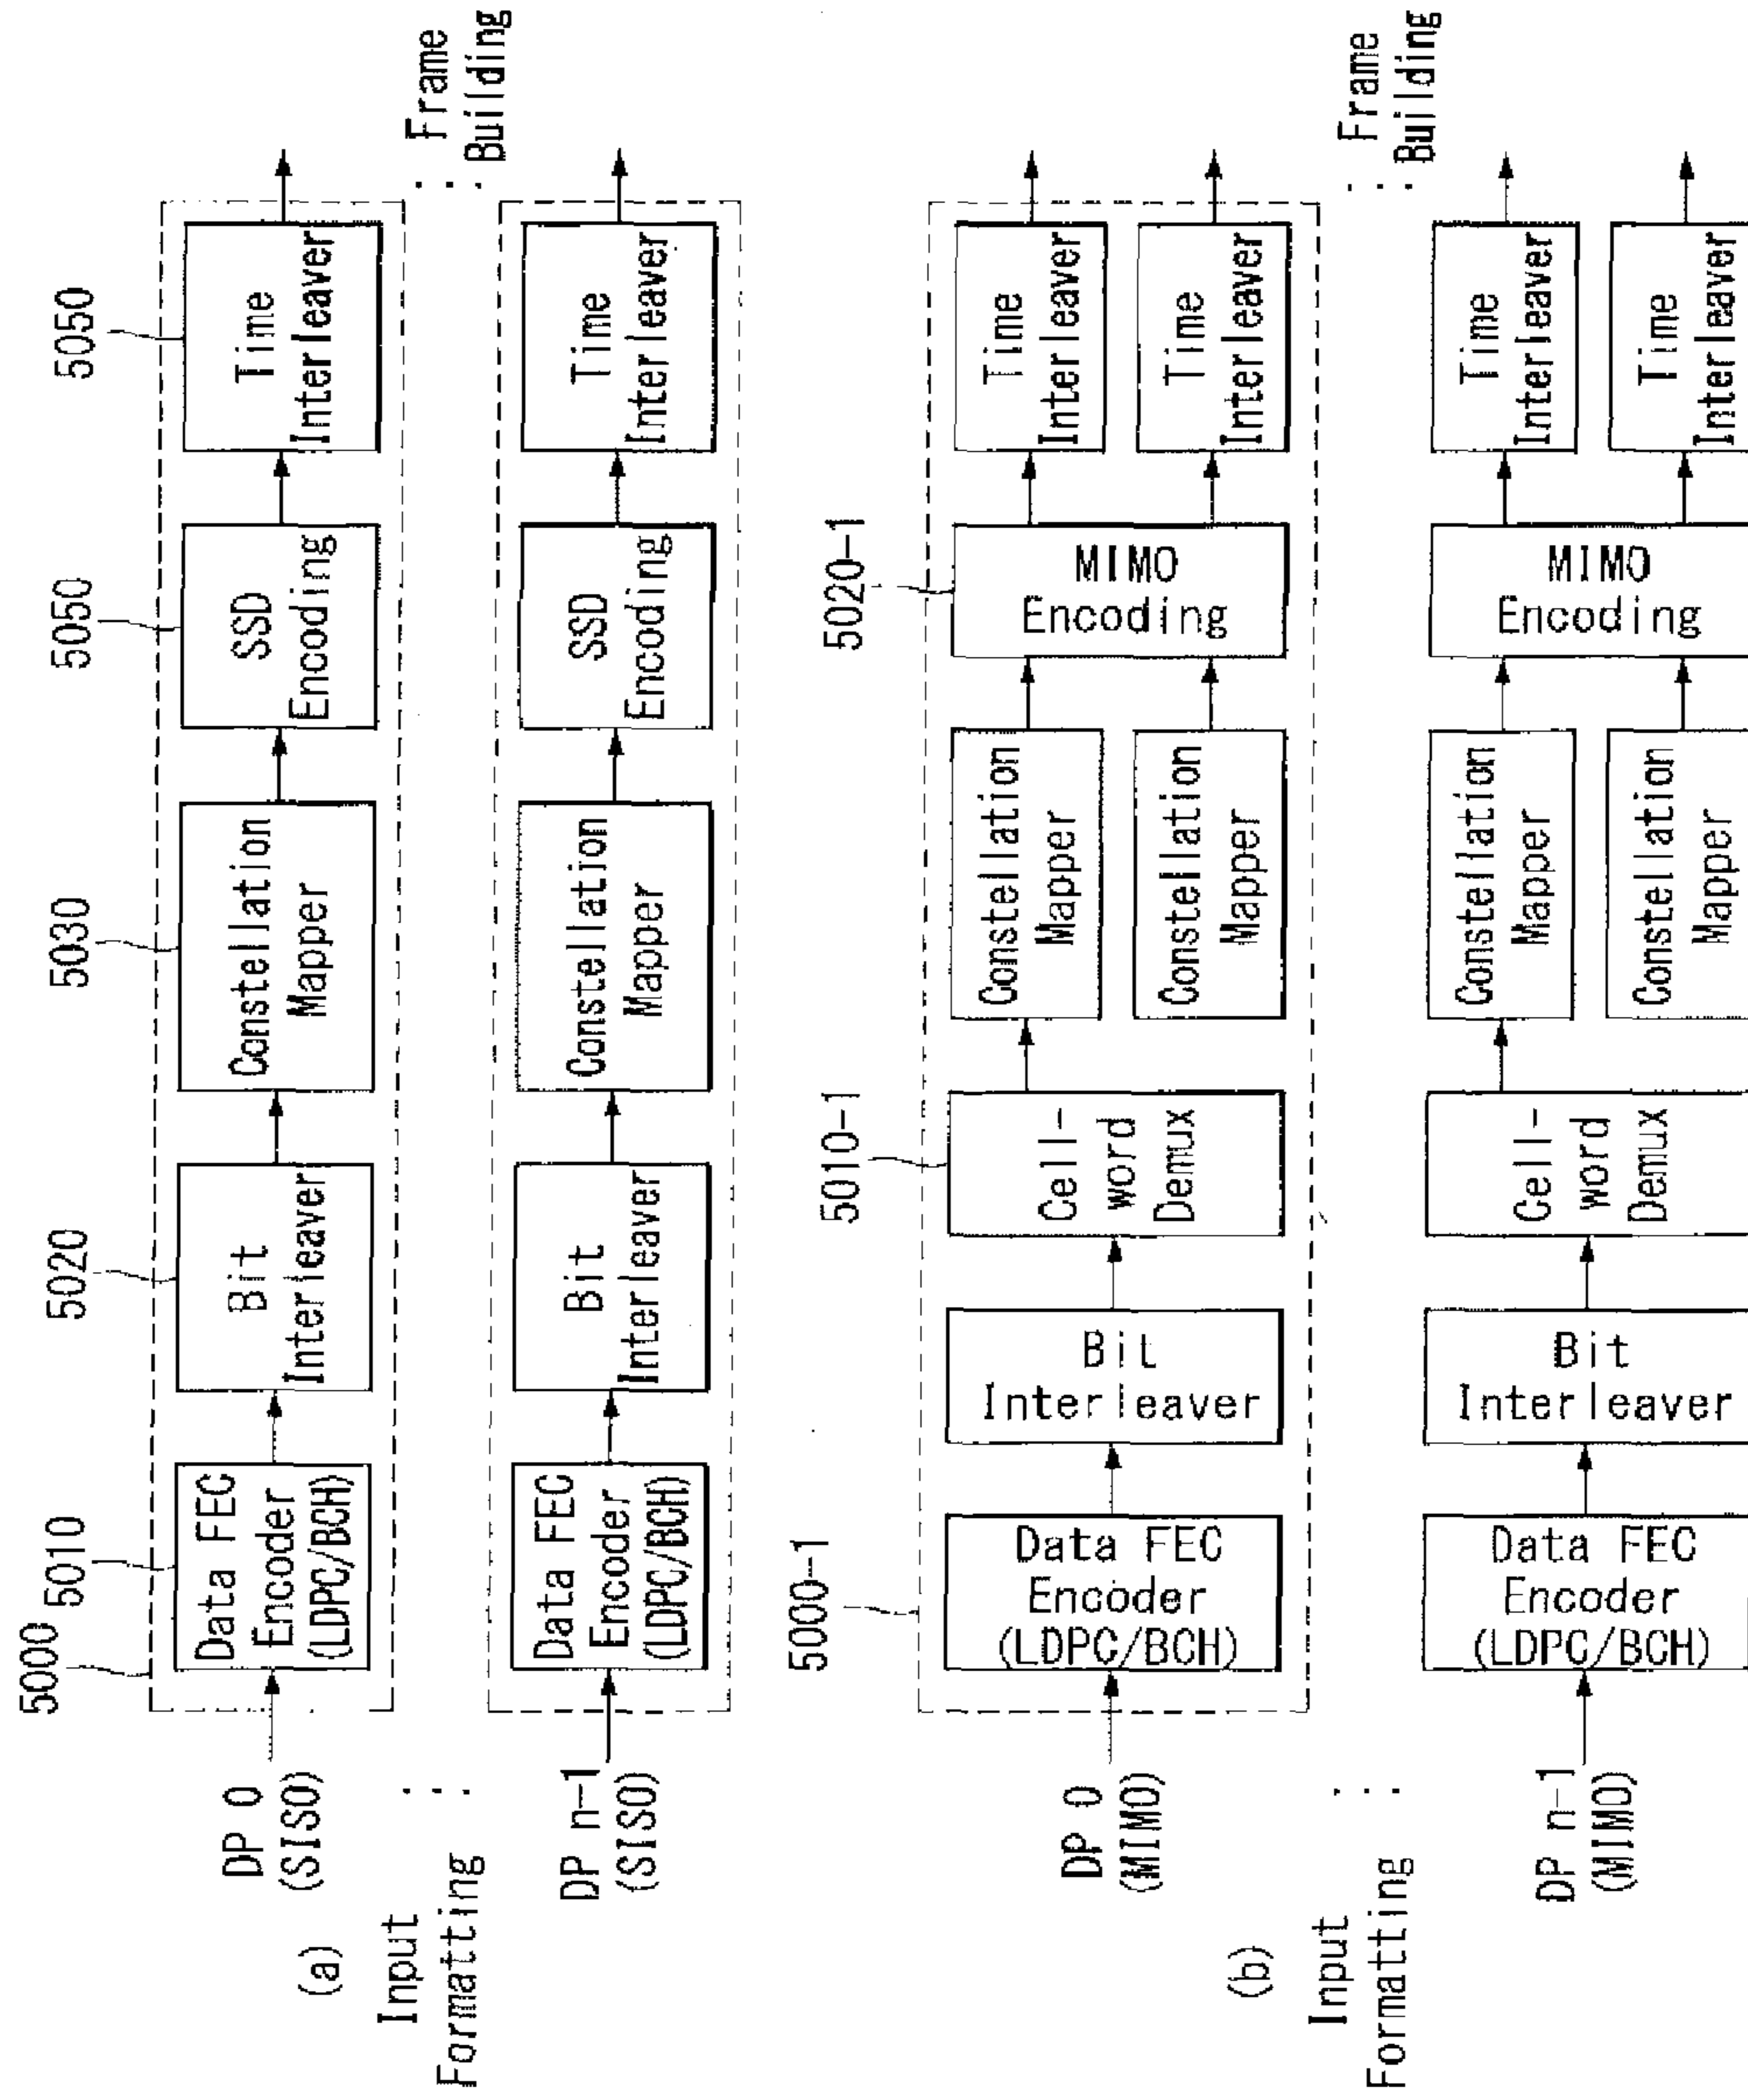 5000
5010
5020
5030
5050
5050
Data FEC
Encoder
(LDPC/BCH)
Bit
Interleaver
Constellation
Mapper
SSD
Encoding
Time
Interleaver
DP 0
(SISO)
(a)
Input
Formatting
⋮
⋮
Frame
Building
DP n-1
(SISO)
Data FEC
Encoder
(LDPC/BCH)
Bit
Interleaver
Constellation
Mapper
SSD
Encoding
Time
Interleaver
5000-1
5010-1
5020-1
DP 0
(MIMO)
Data FEC
Encoder
(LDPC/BCH)
Bit
Interleaver
Cell-
word
Demux
Constellation
Mapper
Constellation
Mapper
MIMO
Encoding
Time
Interleaver
Time
Interleaver
(b)
Input
Formatting
⋮
⋮
Frame
Building
DP n-1
(MIMO)
Data FEC
Encoder
(LDPC/BCH)
Bit
Interleaver
Cell-
word
Demux
Constellation
Mapper
Constellation
Mapper
MIMO
Encoding
Time
Interleaver
Time
Interleaver